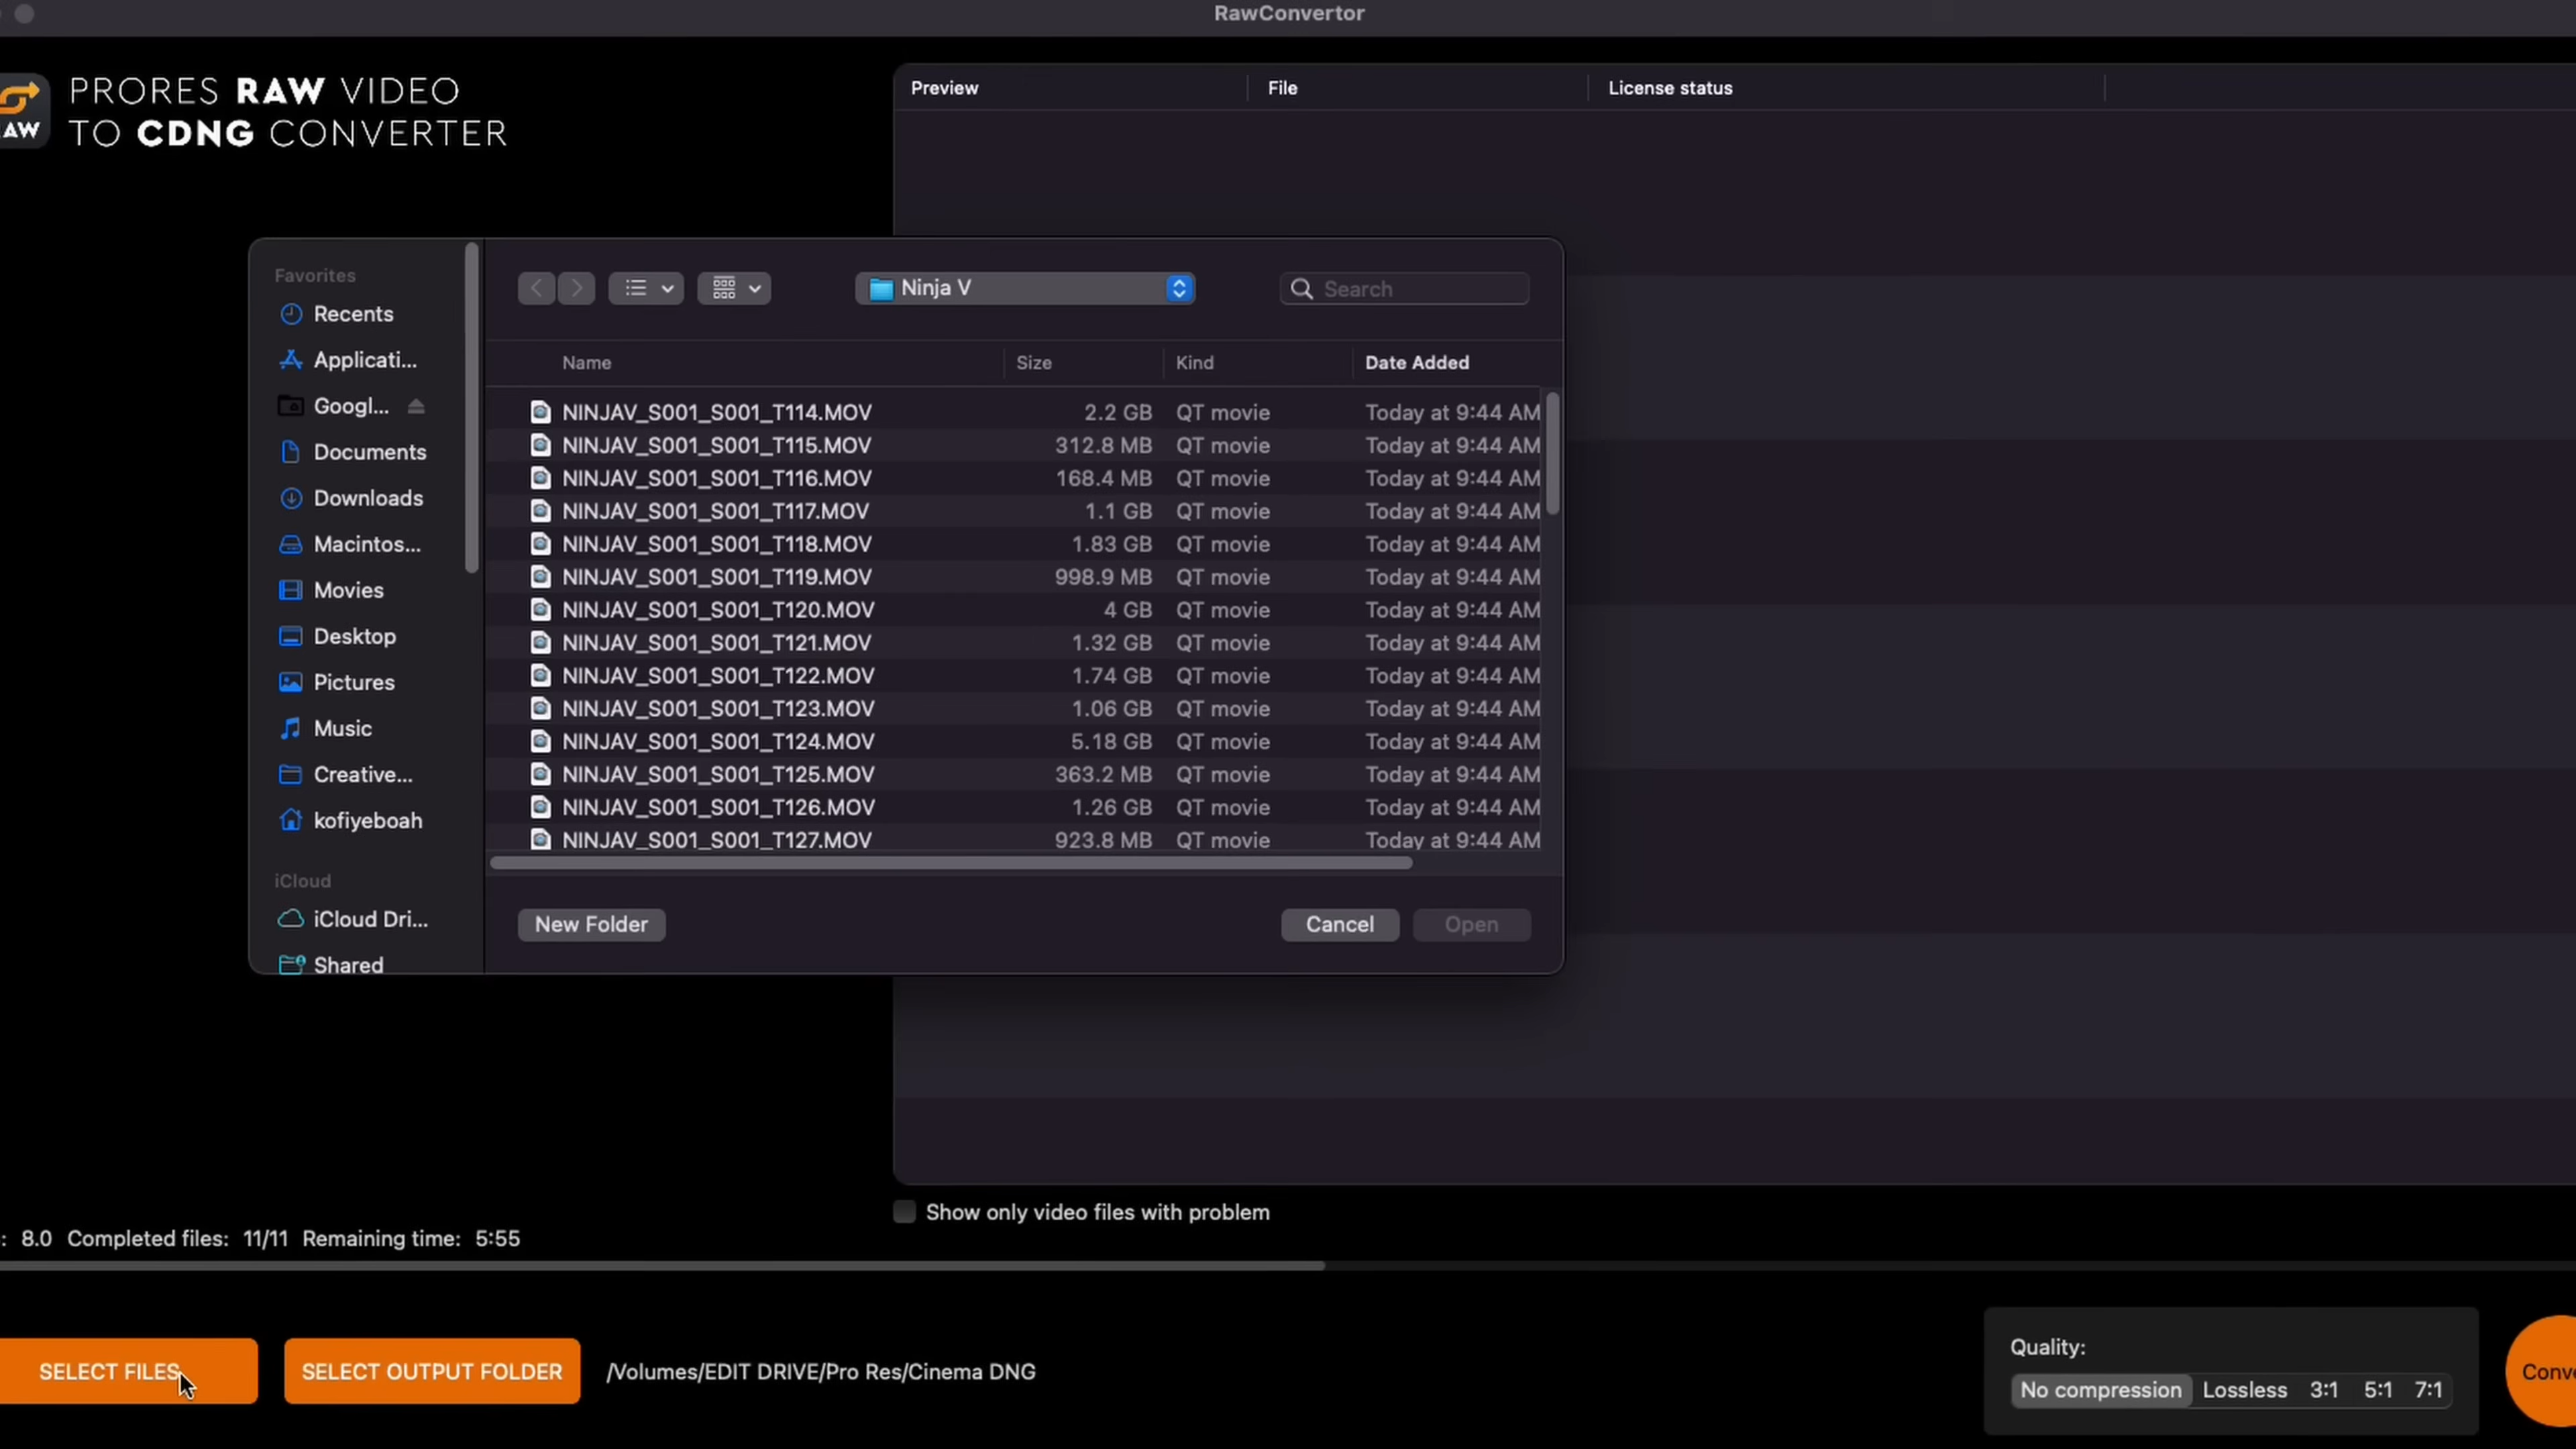 RawConvertor
AW
PRORES RAW VIDEO
TO CDNG CONVERTER
Preview File License status
Favorites
Recents
Applicati...
Googl...
Documents
Downloads
Macintos...
Movies
Desktop
Pictures
Music
Creative...
kofiyeboah
iCloud
iCloud Dri...
Shared
Ninja V
Search
Name Size Kind Date Added
NINJAV_S001_S001_T114.MOV 2.2 GB QT movie Today at 9:44 AM
NINJAV_S001_S001_T115.MOV 312.8 MB QT movie Today at 9:44 AM
NINJAV_S001_S001_T116.MOV 168.4 MB QT movie Today at 9:44 AM
NINJAV_S001_S001_T117.MOV 1.1 GB QT movie Today at 9:44 AM
NINJAV_S001_S001_T118.MOV 1.83 GB QT movie Today at 9:44 AM
NINJAV_S001_S001_T119.MOV 998.9 MB QT movie Today at 9:44 AM
NINJAV_S001_S001_T120.MOV 4 GB QT movie Today at 9:44 AM
NINJAV_S001_S001_T121.MOV 1.32 GB QT movie Today at 9:44 AM
NINJAV_S001_S001_T122.MOV 1.74 GB QT movie Today at 9:44 AM
NINJAV_S001_S001_T123.MOV 1.06 GB QT movie Today at 9:44 AM
NINJAV_S001_S001_T124.MOV 5.18 GB QT movie Today at 9:44 AM
NINJAV_S001_S001_T125.MOV 363.2 MB QT movie Today at 9:44 AM
NINJAV_S001_S001_T126.MOV 1.26 GB QT movie Today at 9:44 AM
NINJAV_S001_S001_T127.MOV 923.8 MB QT movie Today at 9:44 AM
New Folder Cancel Open
Show only video files with problem
: 8.0 Completed files: 11/11 Remaining time: 5:55
SELECT FILES SELECT OUTPUT FOLDER /Volumes/EDIT DRIVE/Pro Res/Cinema DNG
Quality:
No compression Lossless 3:1 5:1 7:1
Conve